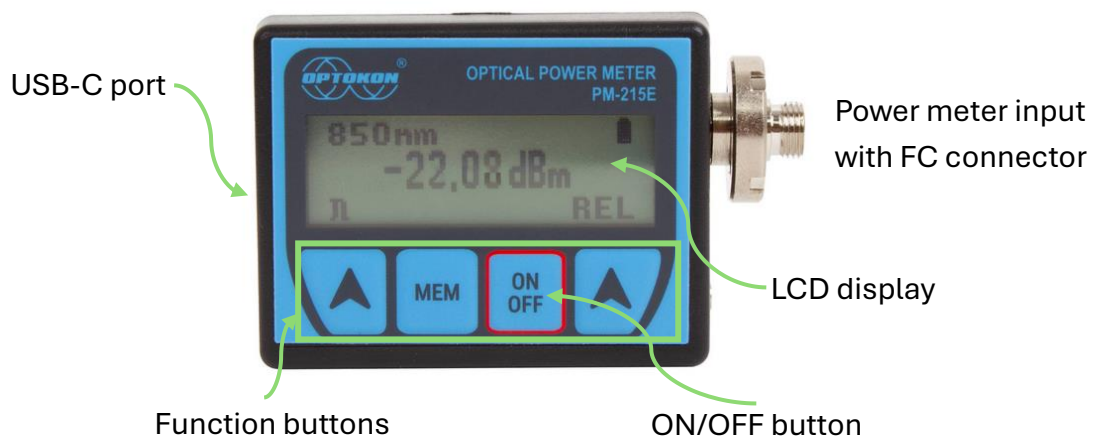 USB-C port
OPTOKON®
OPTICAL POWER METER
PM-215E
850nm
-22,08 dBm
REL
MEM
ON
OFF
Power meter input
with FC connector
LCD display
Function buttons
ON/OFF button